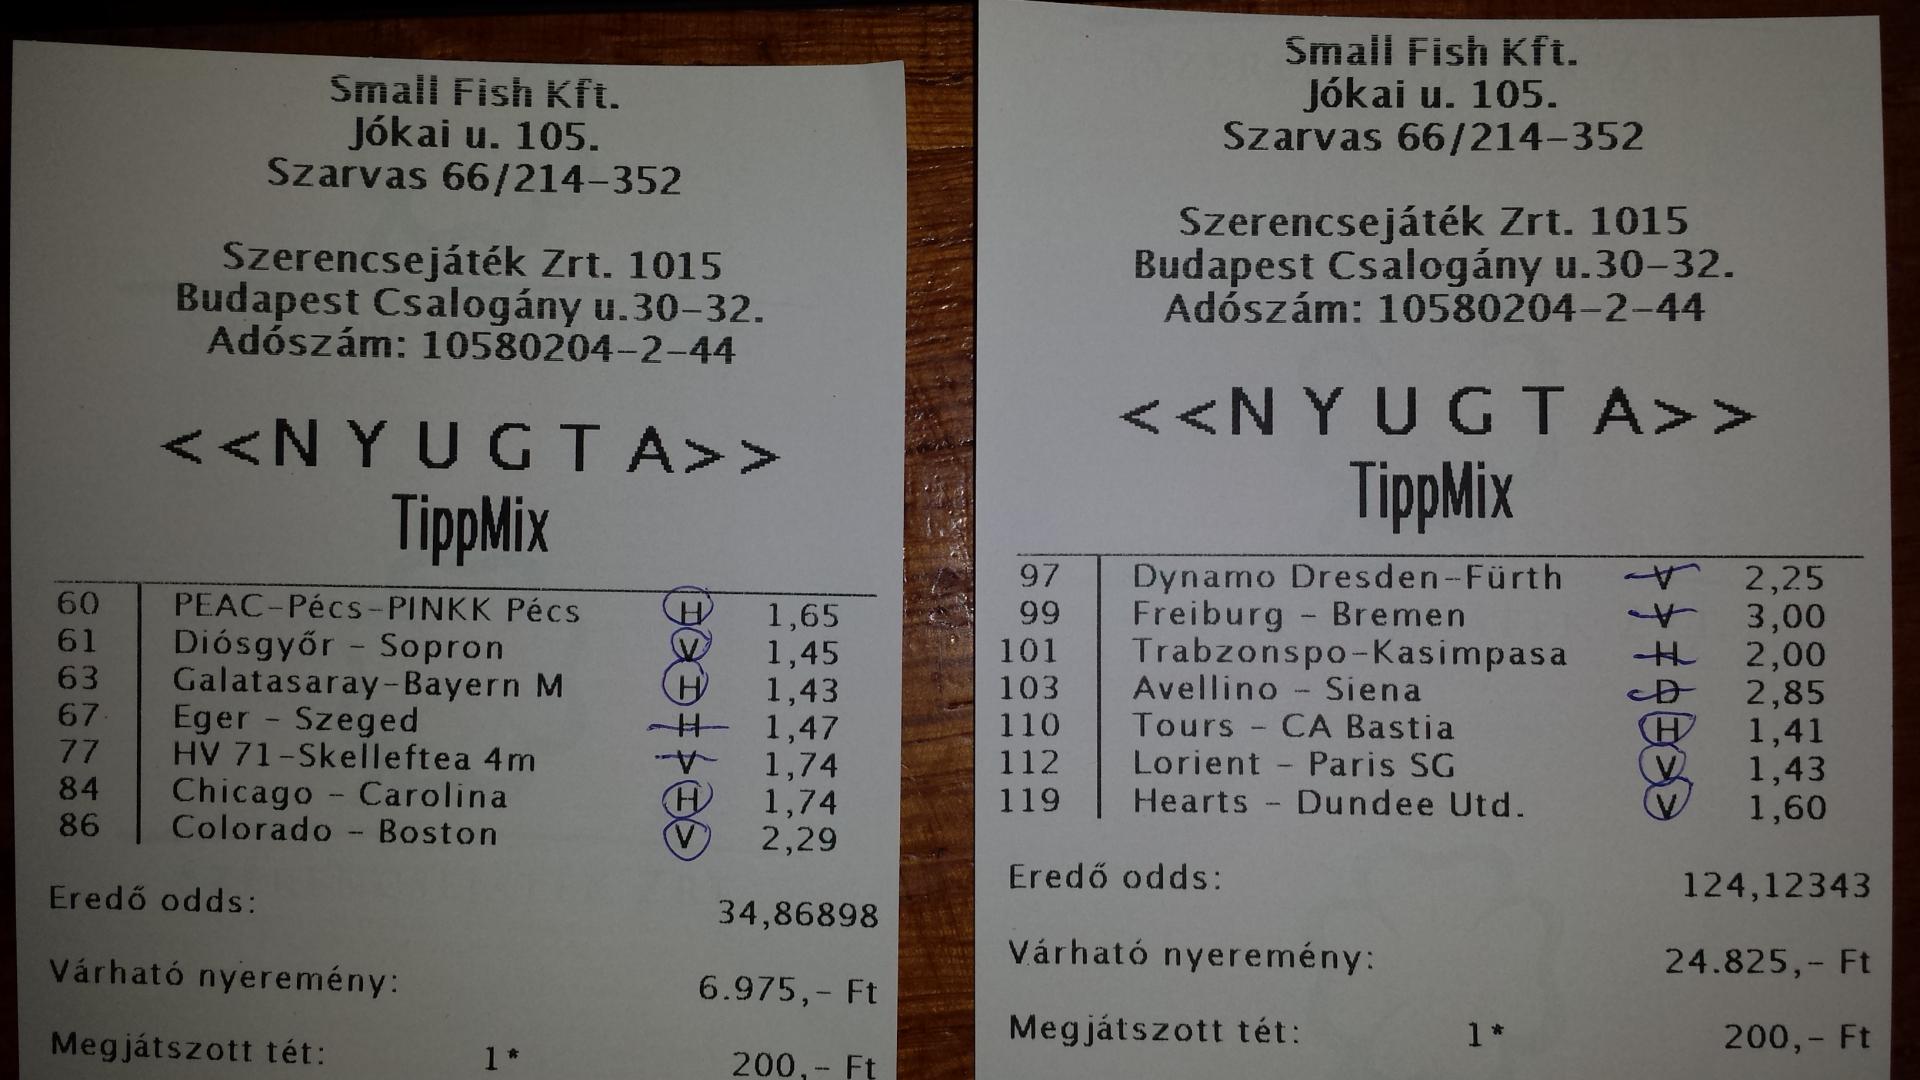 Small Fish Kft.
Jókai u. 105.
Szarvas 66/214-352
Szerencsejáték Zrt. 1015
Budapest Csalogány u.30-32.
Adószám: 10580204-2-44
<<N Y U G T A>>
TippMix
60 PEAC-Pécs-PINKK Pécs H 1,65
61 Diósgyőr - Sopron V 1,45
63 Galatasaray-Bayern M H 1,43
67 Eger - Szeged H 1,47
77 HV 71-Skelleftea 4m V 1,74
84 Chicago - Carolina H 1,74
86 Colorado - Boston V 2,29
Eredő odds: 34,86898
Várható nyeremény: 6.975,- Ft
Megjátszott tét: 1* 200,- Ft
Small Fish Kft.
Jókai u. 105.
Szarvas 66/214-352
Szerencsejáték Zrt. 1015
Budapest Csalogány u.30-32.
Adószám: 10580204-2-44
<<N Y U G T A>>
TippMix
97 Dynamo Dresden-Fürth V 2,25
99 Freiburg - Bremen V 3,00
101 Trabzonspo-Kasimpasa H 2,00
103 Avellino - Siena D 2,85
110 Tours - CA Bastia H 1,41
112 Lorient - Paris SG V 1,43
119 Hearts - Dundee Utd. V 1,60
Eredő odds: 124,12343
Várható nyeremény: 24.825,- Ft
Megjátszott tét: 1* 200,- Ft